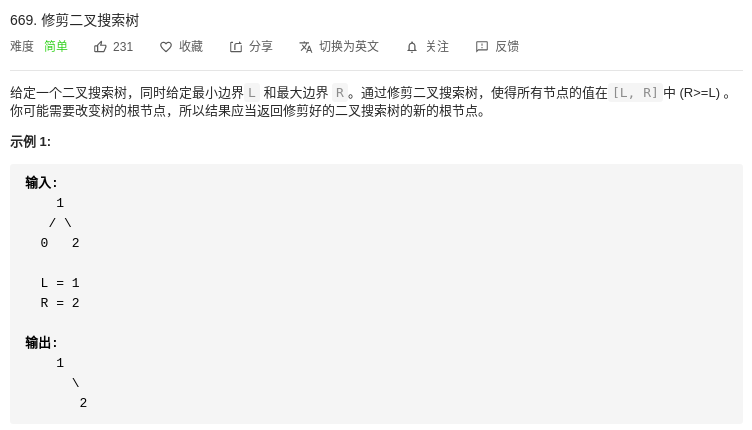 669. 修剪二叉搜索树
难度 简单 231 收藏 分享 切换为英文 关注 反馈
给定一个二叉搜索树，同时给定最小边界 L 和最大边界 R。通过修剪二叉搜索树，使得所有节点的值在[L, R]中 (R>=L) 。
你可能需要改变树的根节点，所以结果应当返回修剪好的二叉搜索树的新的根节点。
示例 1:
输入:
    1
   / \
  0   2
  L = 1
  R = 2
输出:
    1
      \
       2